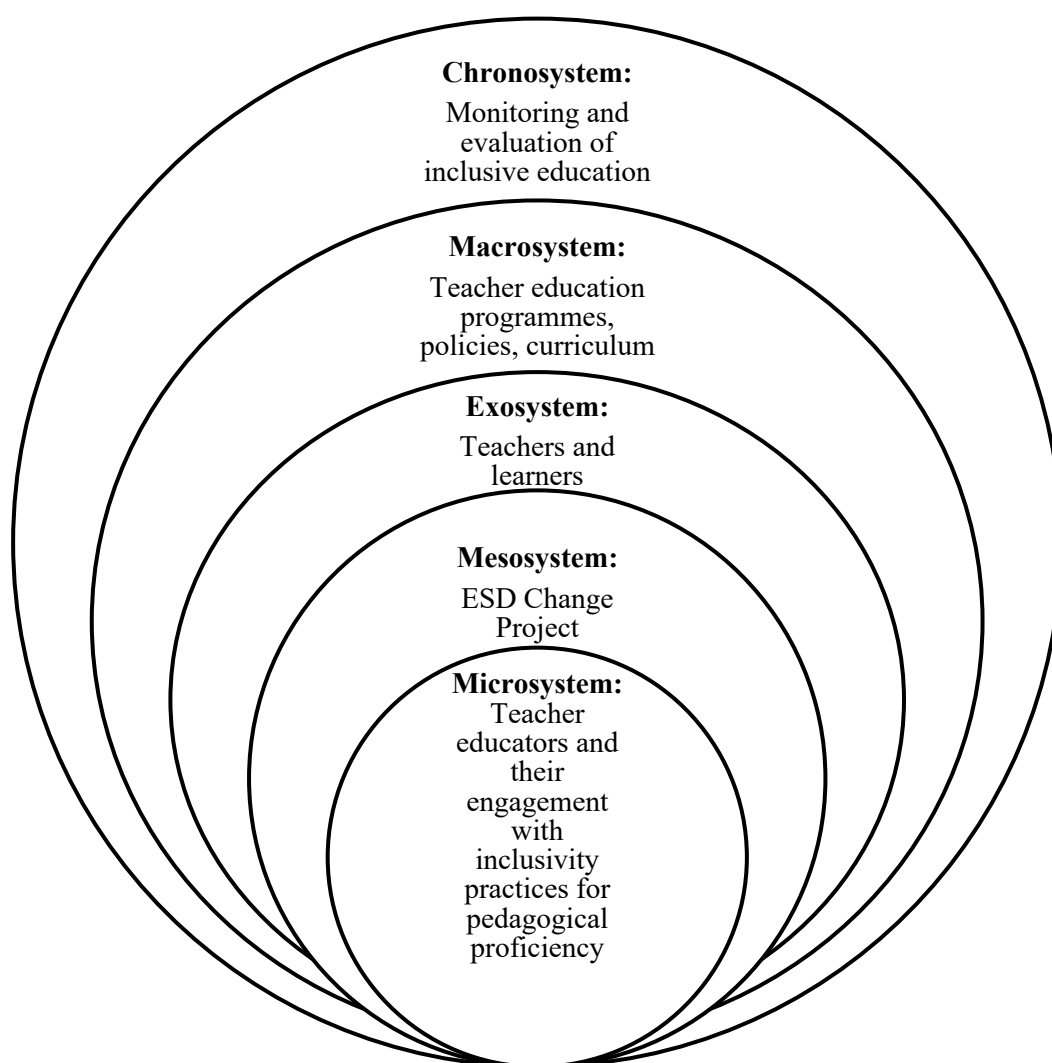 Chronosystem:
Monitoring and
evaluation of
inclusive education
Macrosystem:
Teacher education
programmes,
policies, curriculum
Exosystem:
Teachers and
learners
Mesosystem:
ESD Change
Project
Microsystem:
Teacher
educators and
their
engagement
with
inclusivity
practices for
pedagogical
proficiency